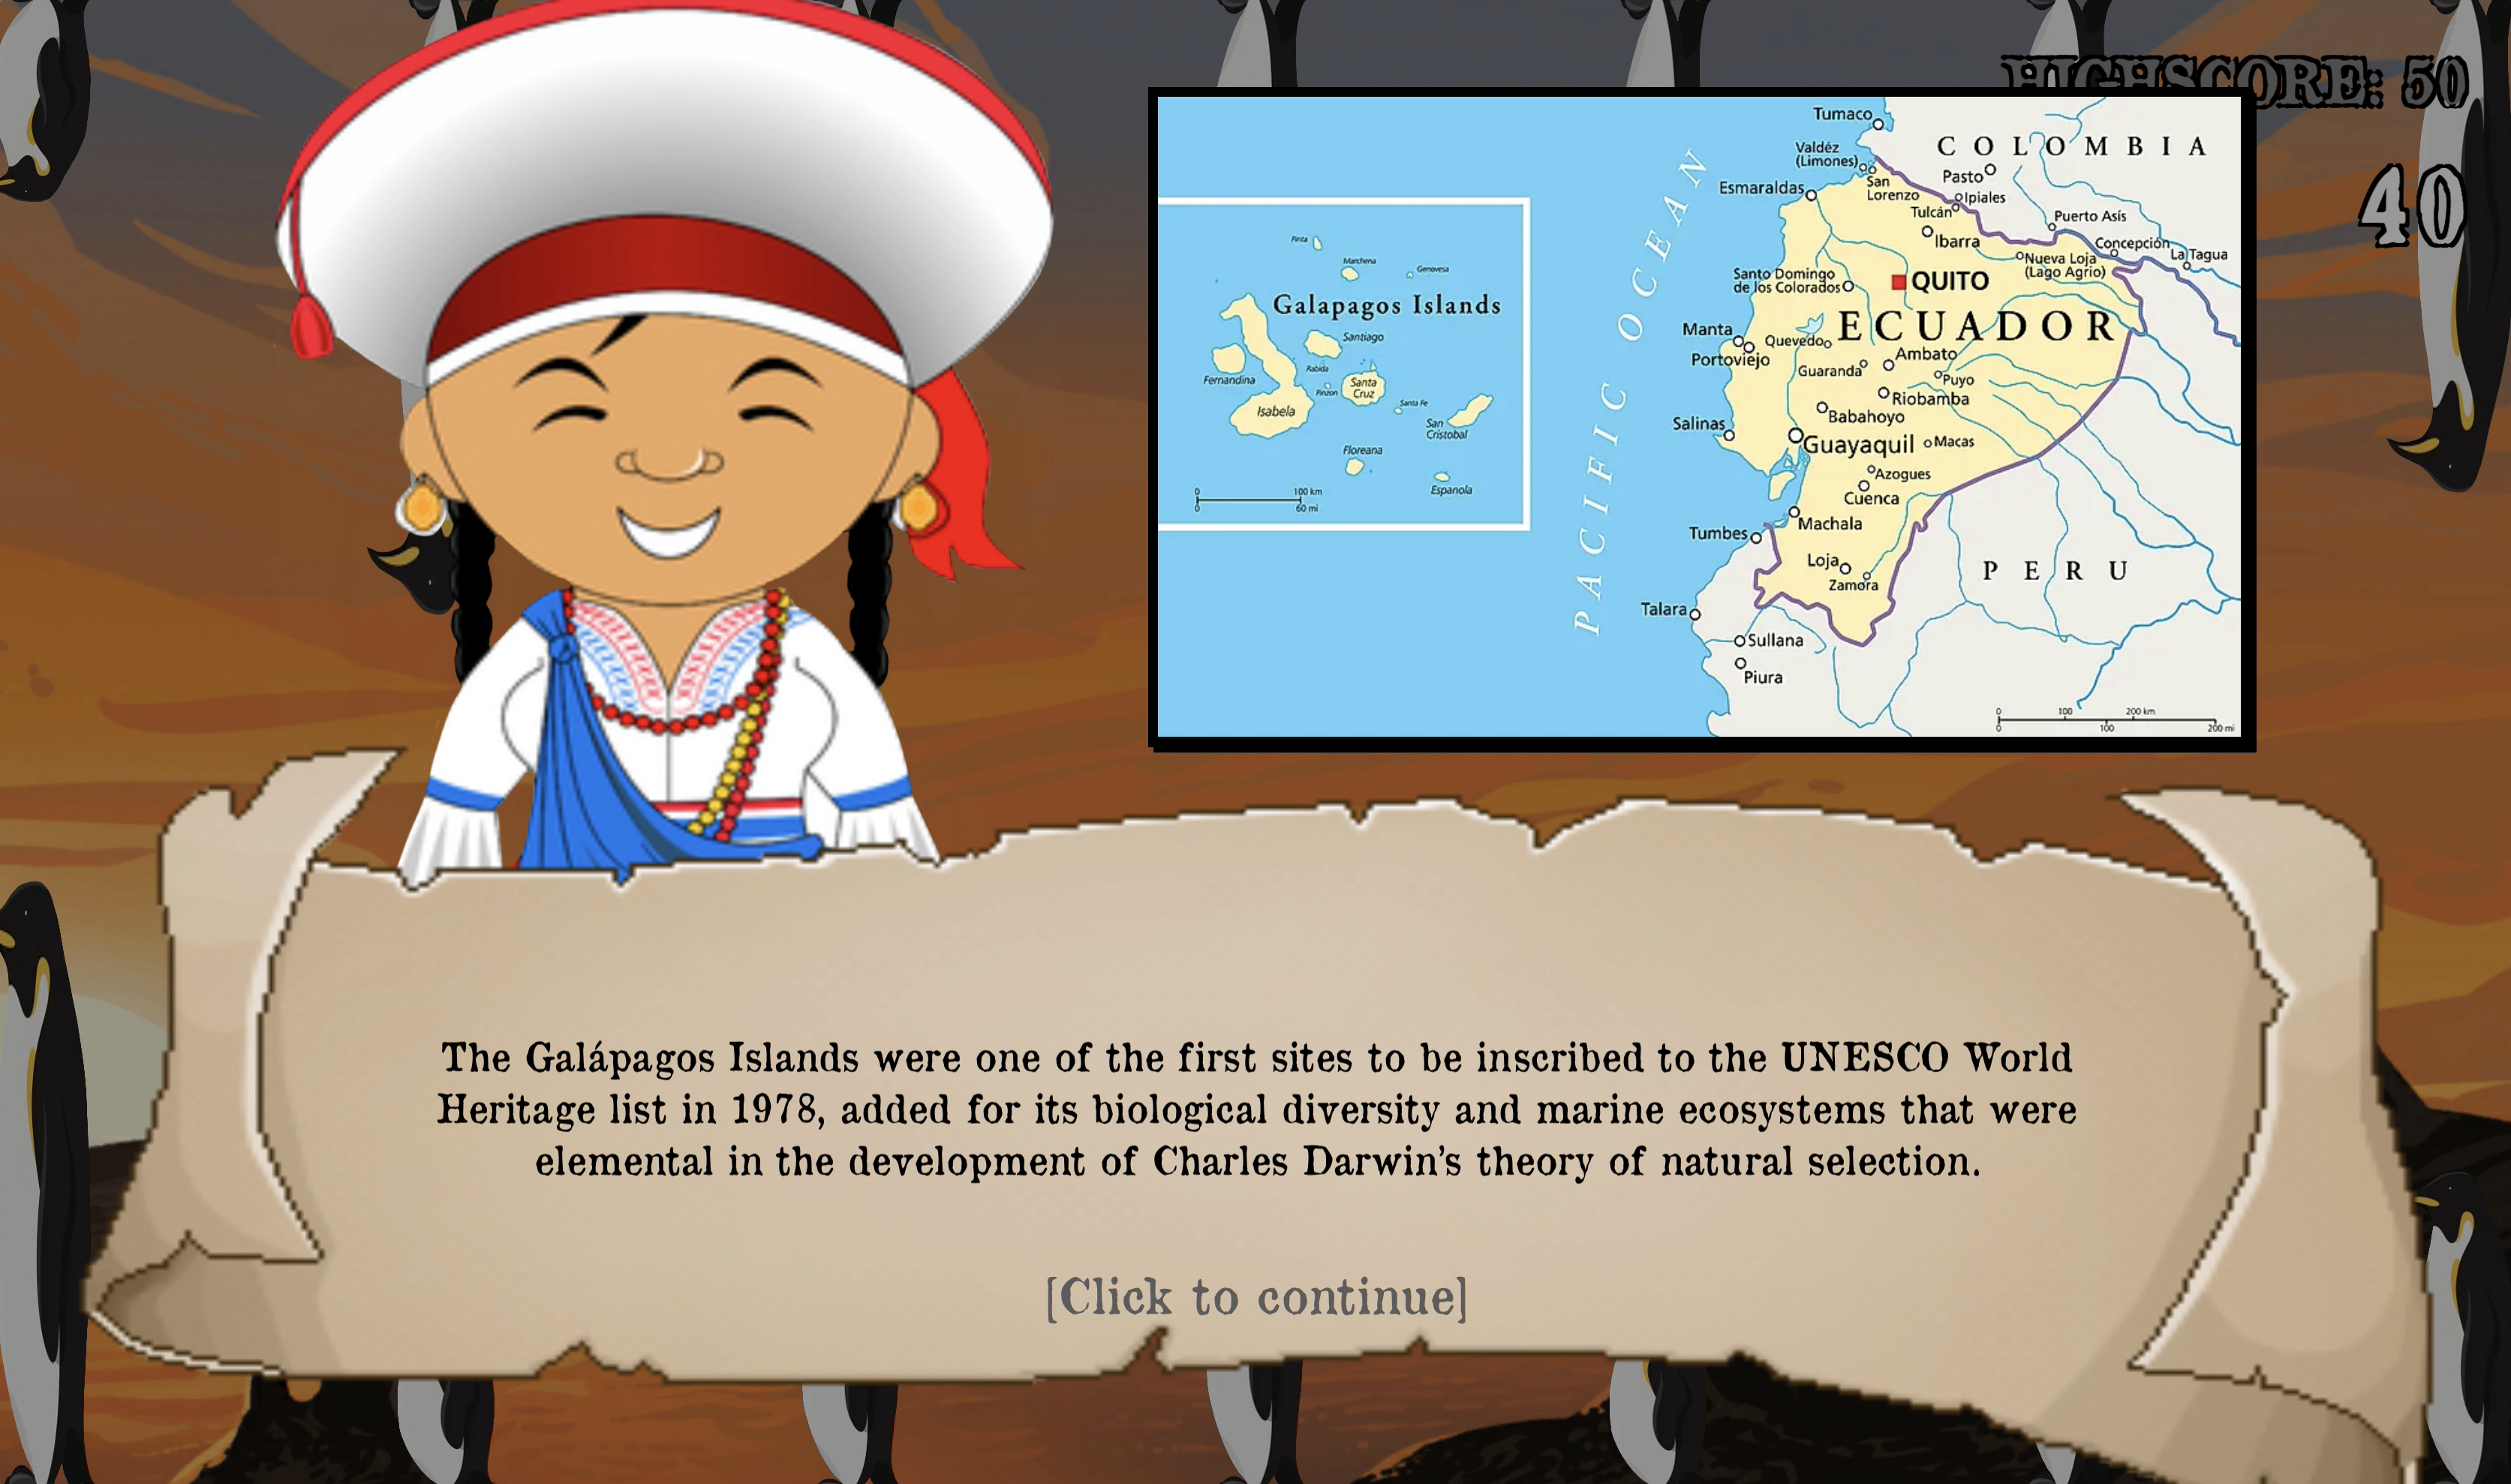 HIGHSCORE: 50
40
Tumaco
COLOMBIA
Valdéz
(Limones)
Pasto
San
Lorenzo
Esmaraldas
Ipiales
Tulcán
Puerto Asís
Ibarra
Concepción
La Tagua
Nueva Loja
(Lago Agrio)
Santo Domingo
de los Colorados
QUITO
ECUADOR
Manta
Portoviejo
Quevedo
Ambato
Guaranda
Puyo
Riobamba
Babahoyo
Salinas
Guayaquil
Macas
Azogues
Cuenca
Machala
Tumbes
Loja
Zamora
PERU
Talara
Sullana
Piura
0 100 200 km
0 100 200 mi
PACIFIC OCEAN
Pinta
Marchena
Genovesa
Galapagos Islands
Santiago
Rabida
Fernandina
Pinzon
Santa
Cruz
Isabela
Santa Fe
San
Cristobal
Floreana
Espanola
0 100 km
0 60 mi
The Galápagos Islands were one of the first sites to be inscribed to the UNESCO World
Heritage list in 1978, added for its biological diversity and marine ecosystems that were
elemental in the development of Charles Darwin's theory of natural selection.
[Click to continue]